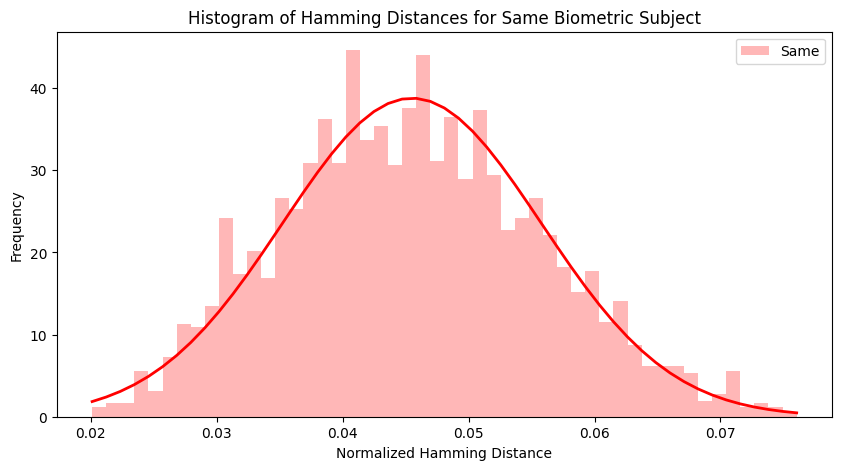 Histogram of Hamming Distances for Same Biometric Subject
Same
Frequency
40
30
20
10
0
0.02 0.03 0.04 0.05 0.06 0.07
Normalized Hamming Distance